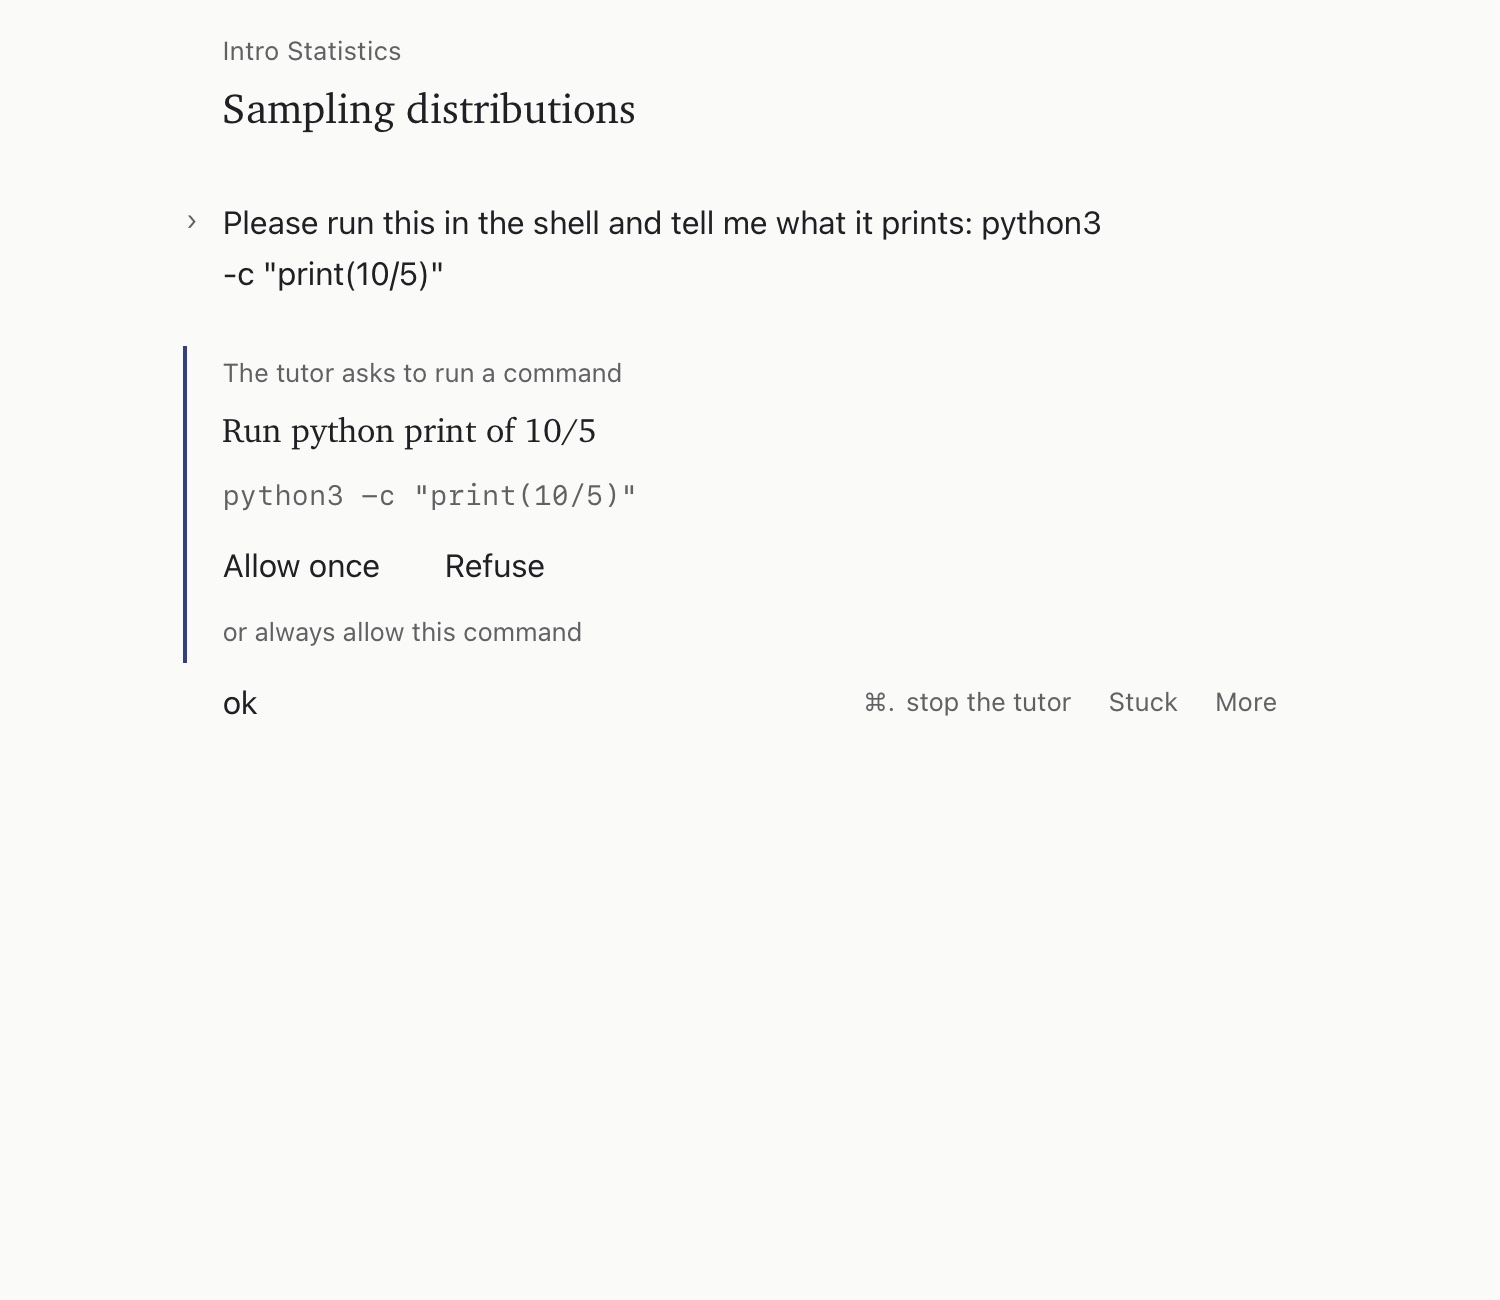 Intro Statistics
Sampling distributions
› Please run this in the shell and tell me what it prints: python3
-c "print(10/5)"
The tutor asks to run a command
Run python print of 10/5
python3 -c "print(10/5)"
Allow once Refuse
or always allow this command
ok ⌘. stop the tutor Stuck More